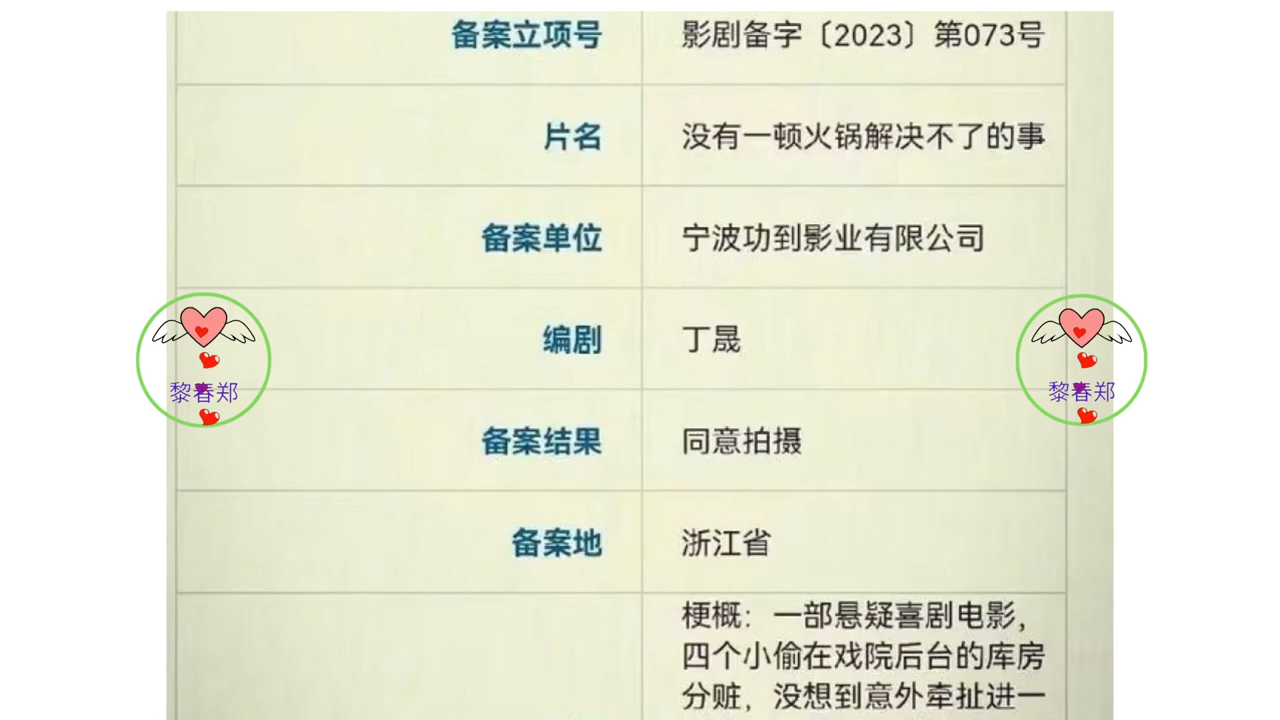 备案立项号 影剧备字〔2023〕第073号
片名 没有一顿火锅解决不了的事
备案单位 宁波功到影业有限公司
编剧 丁晟
备案结果 同意拍摄
备案地 浙江省
梗概：一部悬疑喜剧电影，
四个小偷在戏院后台的库房
分赃，没想到意外牵扯进一
黎春郑
黎春郑